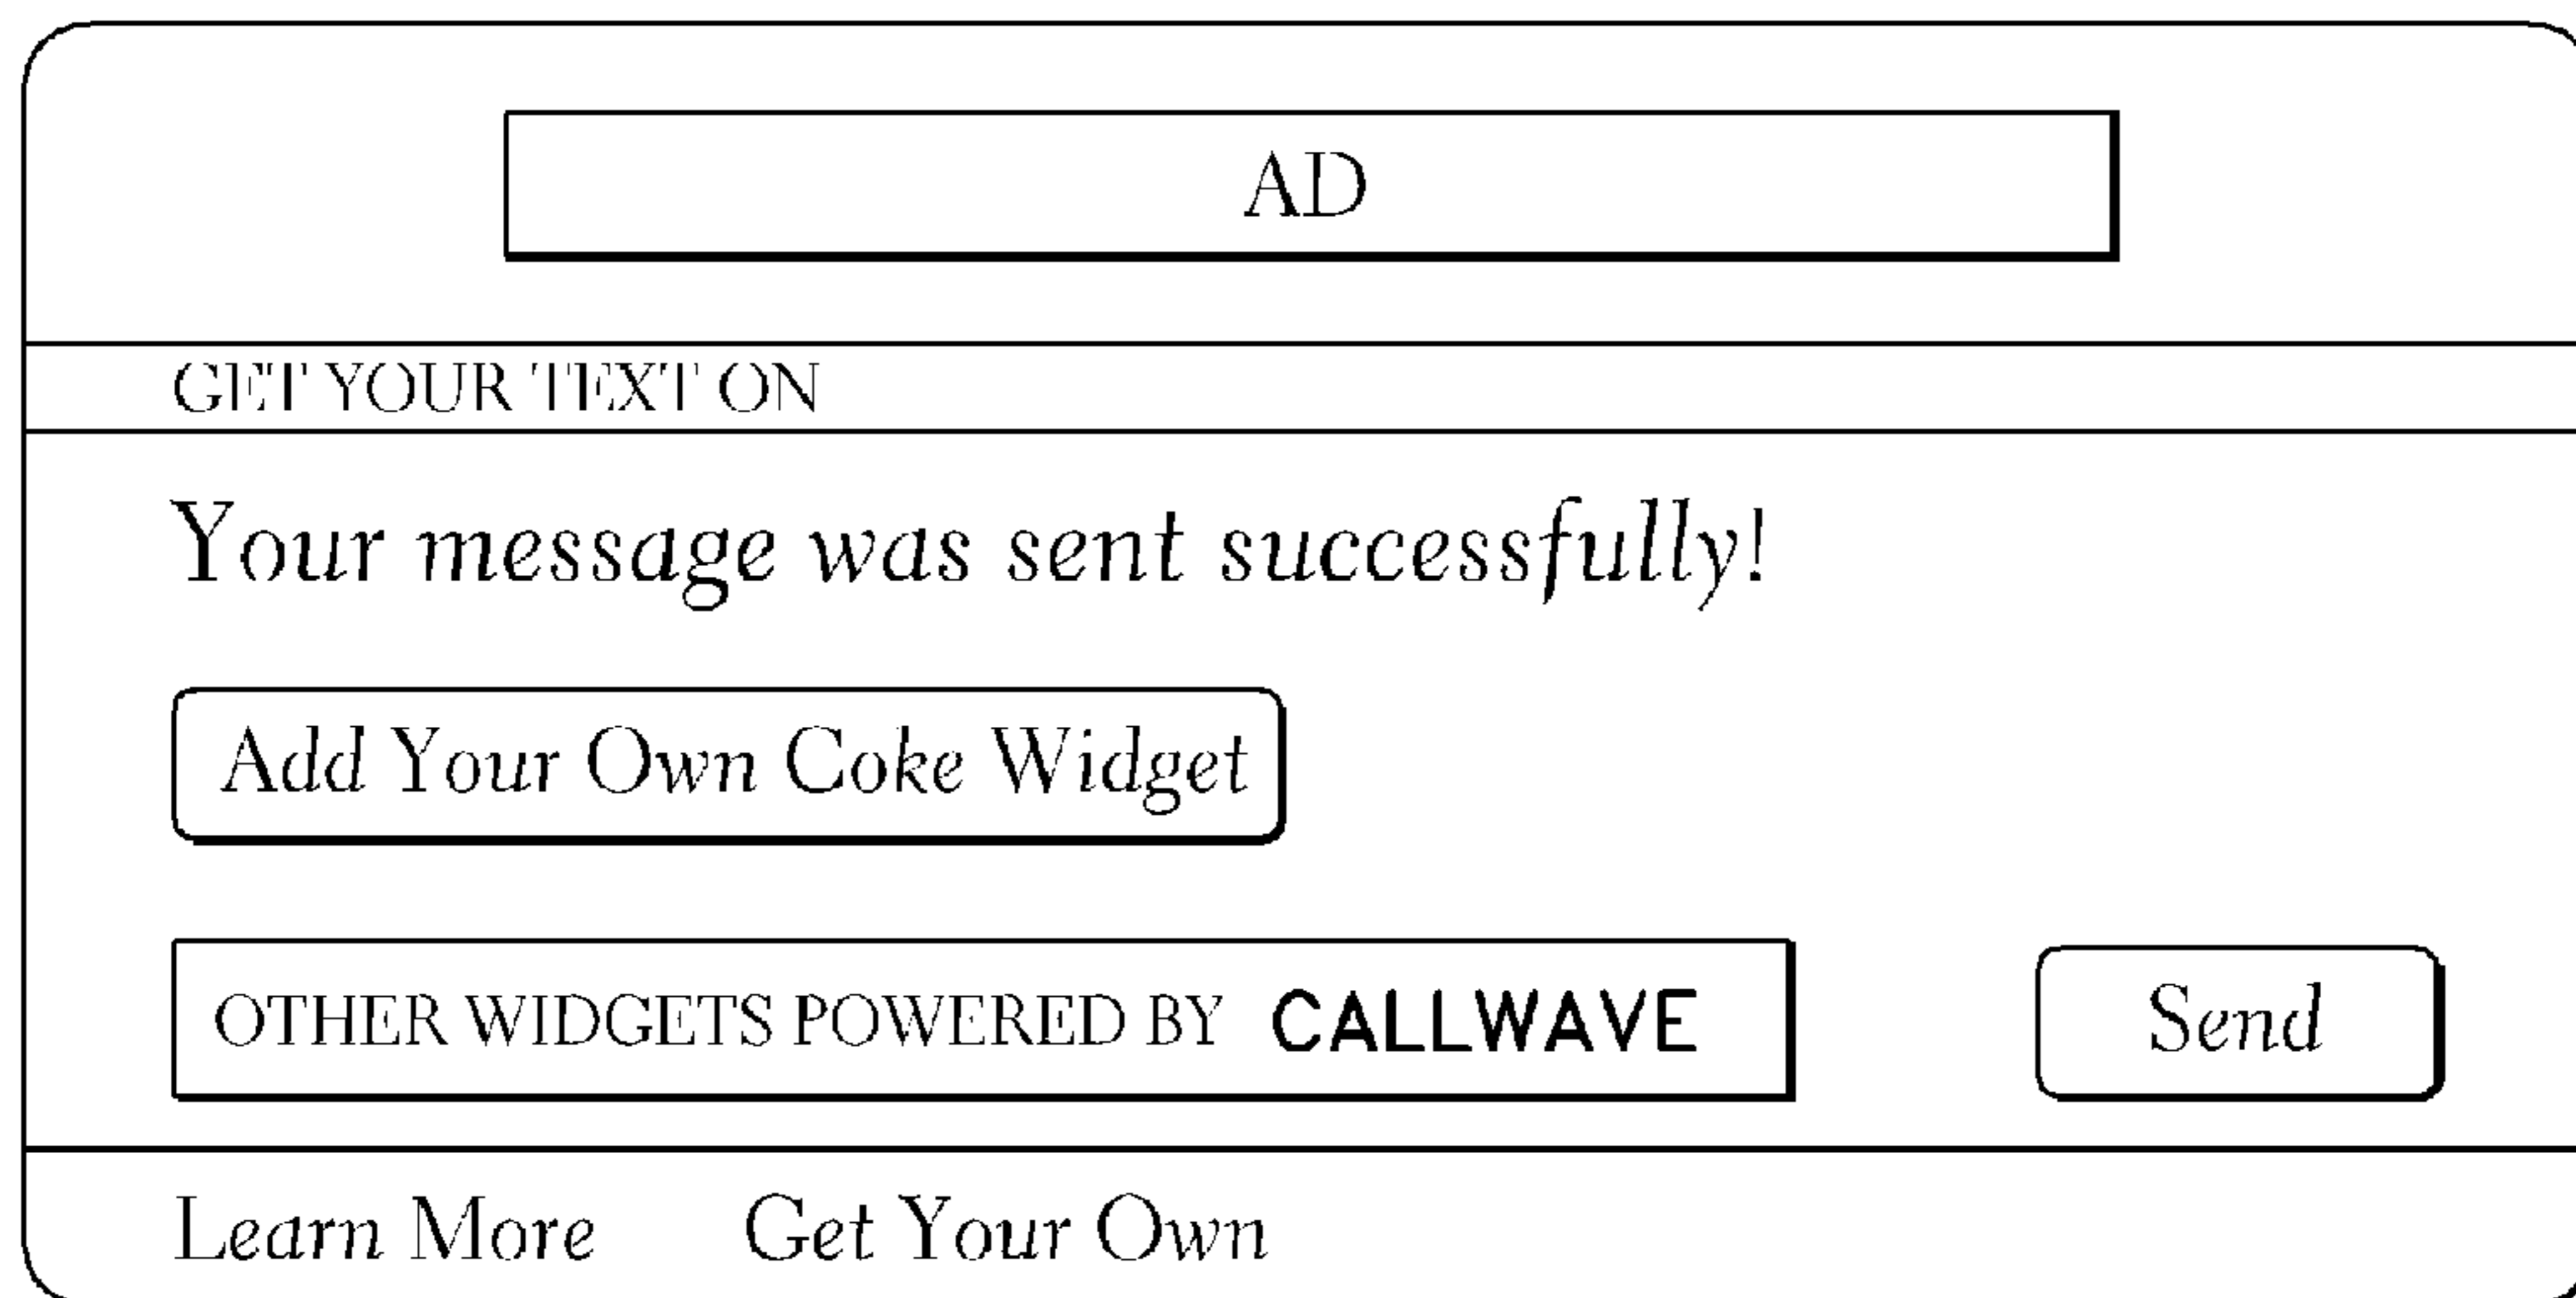 AD
GET YOUR TEXT ON
Your message was sent successfully!
Add Your Own Coke Widget
OTHER WIDGETS POWERED BY CALLWAVE
Send
Learn More Get Your Own